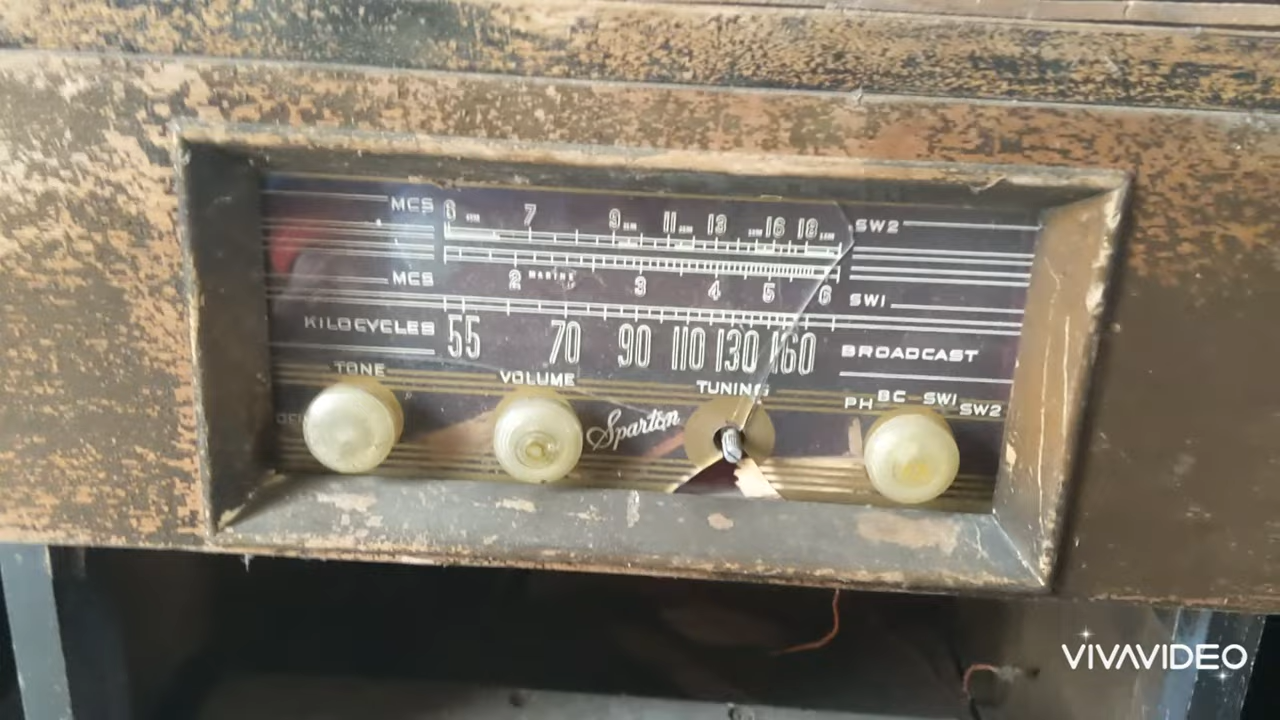 MCS 6 7 9 11 13 16 18 SW2
MCS 2 MARINE 3 4 5 6 SW1
KILOCYCLES 55 70 90 110 130 160 BROADCAST
TONE VOLUME TUNING PH BC SW1 SW2
Sparton
VIVAVIDEO